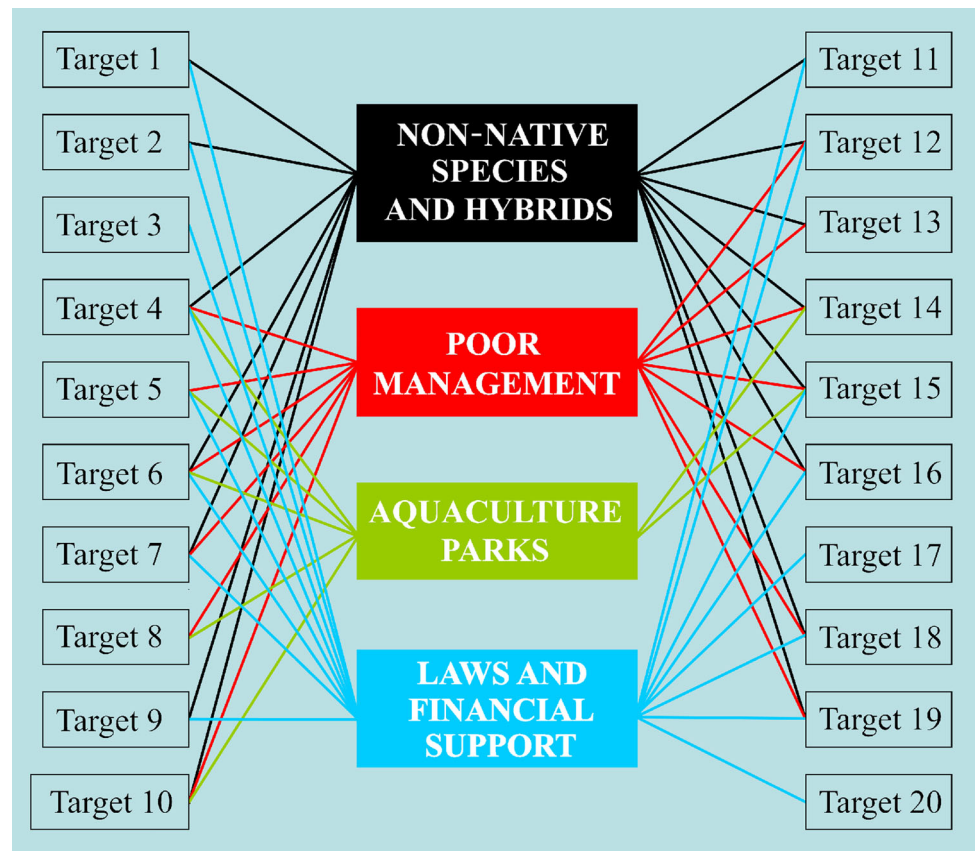 Target 1
Target 2
Target 3
Target 4
Target 5
Target 6
Target 7
Target 8
Target 9
Target 10
NON-NATIVE
SPECIES
AND HYBRIDS
POOR
MANAGEMENT
AQUACULTURE
PARKS
LAWS AND
FINANCIAL
SUPPORT
Target 11
Target 12
Target 13
Target 14
Target 15
Target 16
Target 17
Target 18
Target 19
Target 20